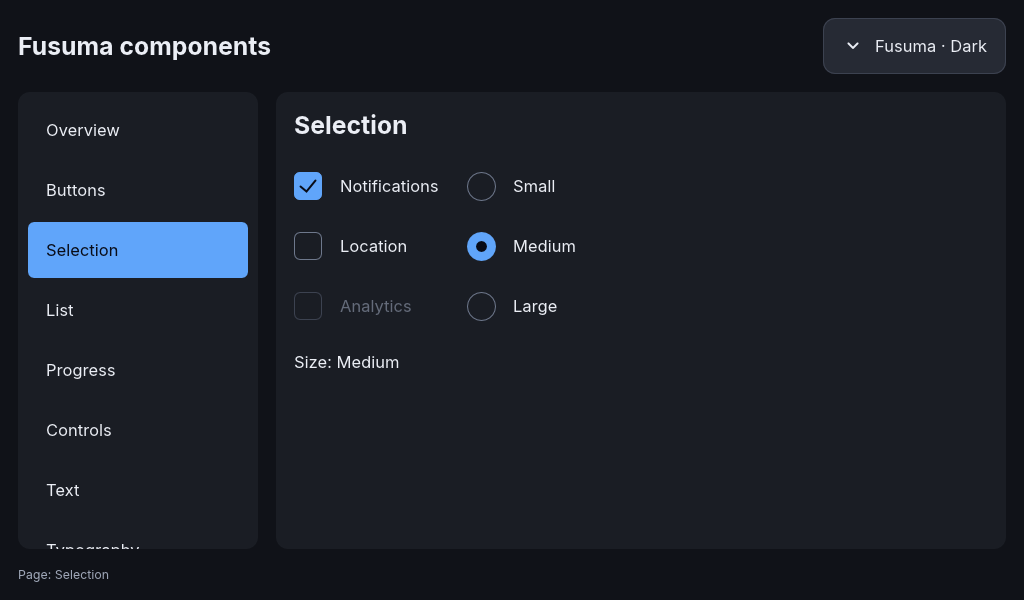 Fusuma components
Fusuma · Dark
Overview
Buttons
Selection
List
Progress
Controls
Text
Typography
Selection
Notifications
Small
Location
Medium
Analytics
Large
Size: Medium
Page: Selection